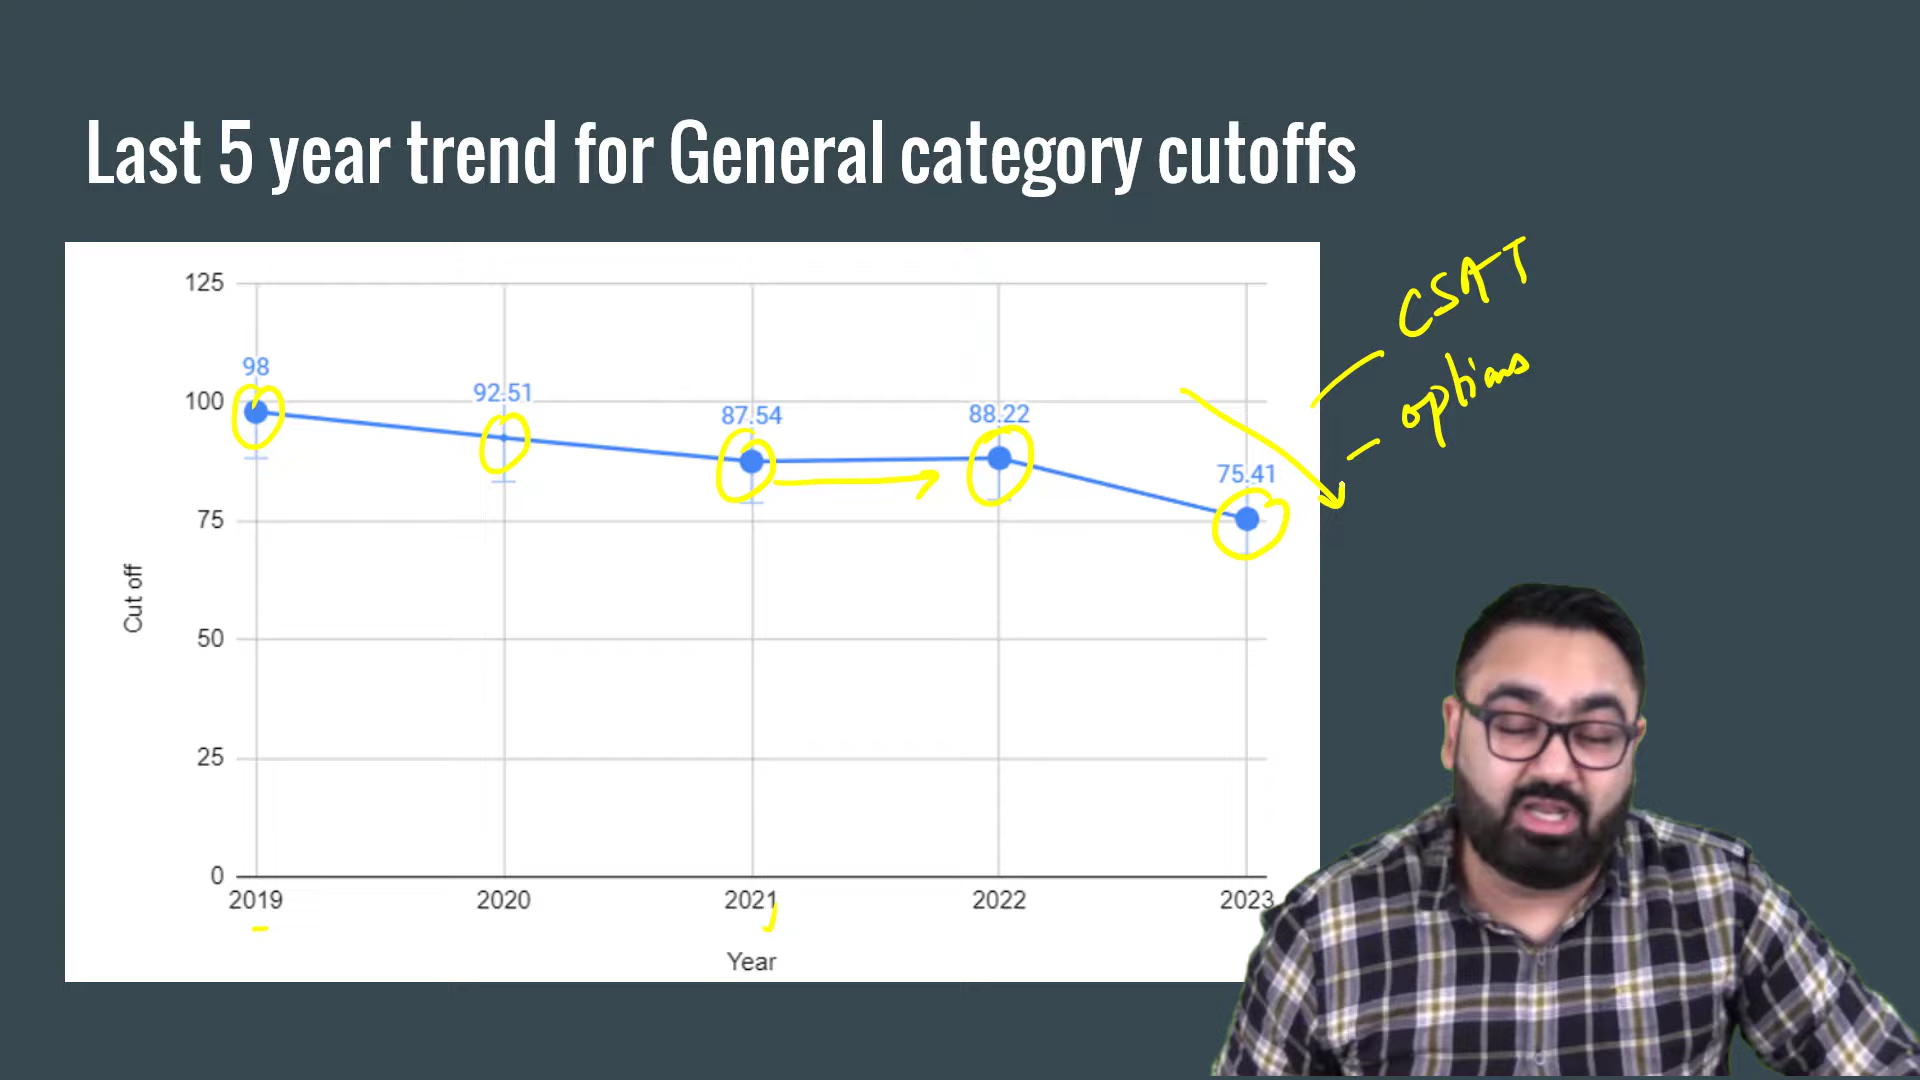 Last 5 year trend for General category cutoffs
CSAT
options
125
100
75
50
25
0
98
92.51
87.54
88.22
75.41
Cut off
2019 2020 2021 2022 2023
Year